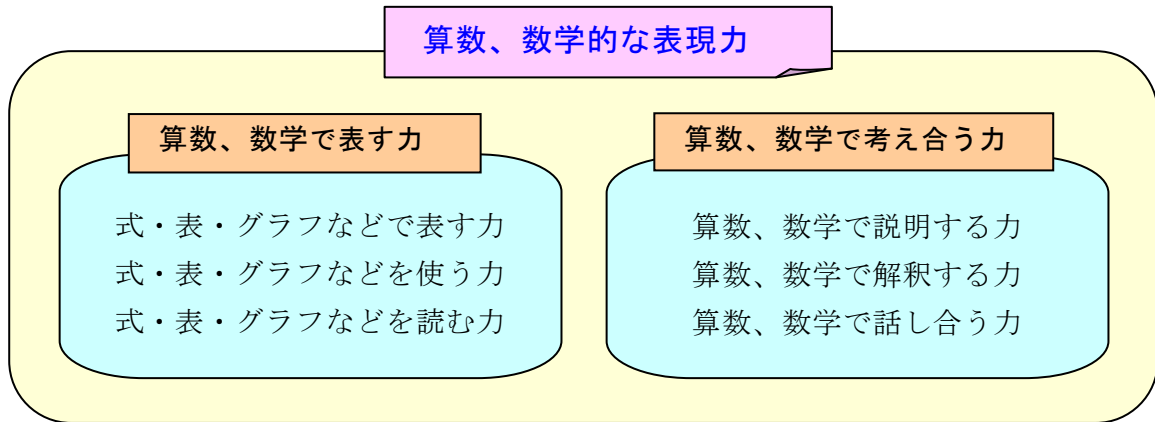 算数、数学的な表現力
算数、数学で表す力
式・表・グラフなどで表す力
式・表・グラフなどを使う力
式・表・グラフなどを読む力
算数、数学で考え合う力
算数、数学で説明する力
算数、数学で解釈する力
算数、数学で話し合う力